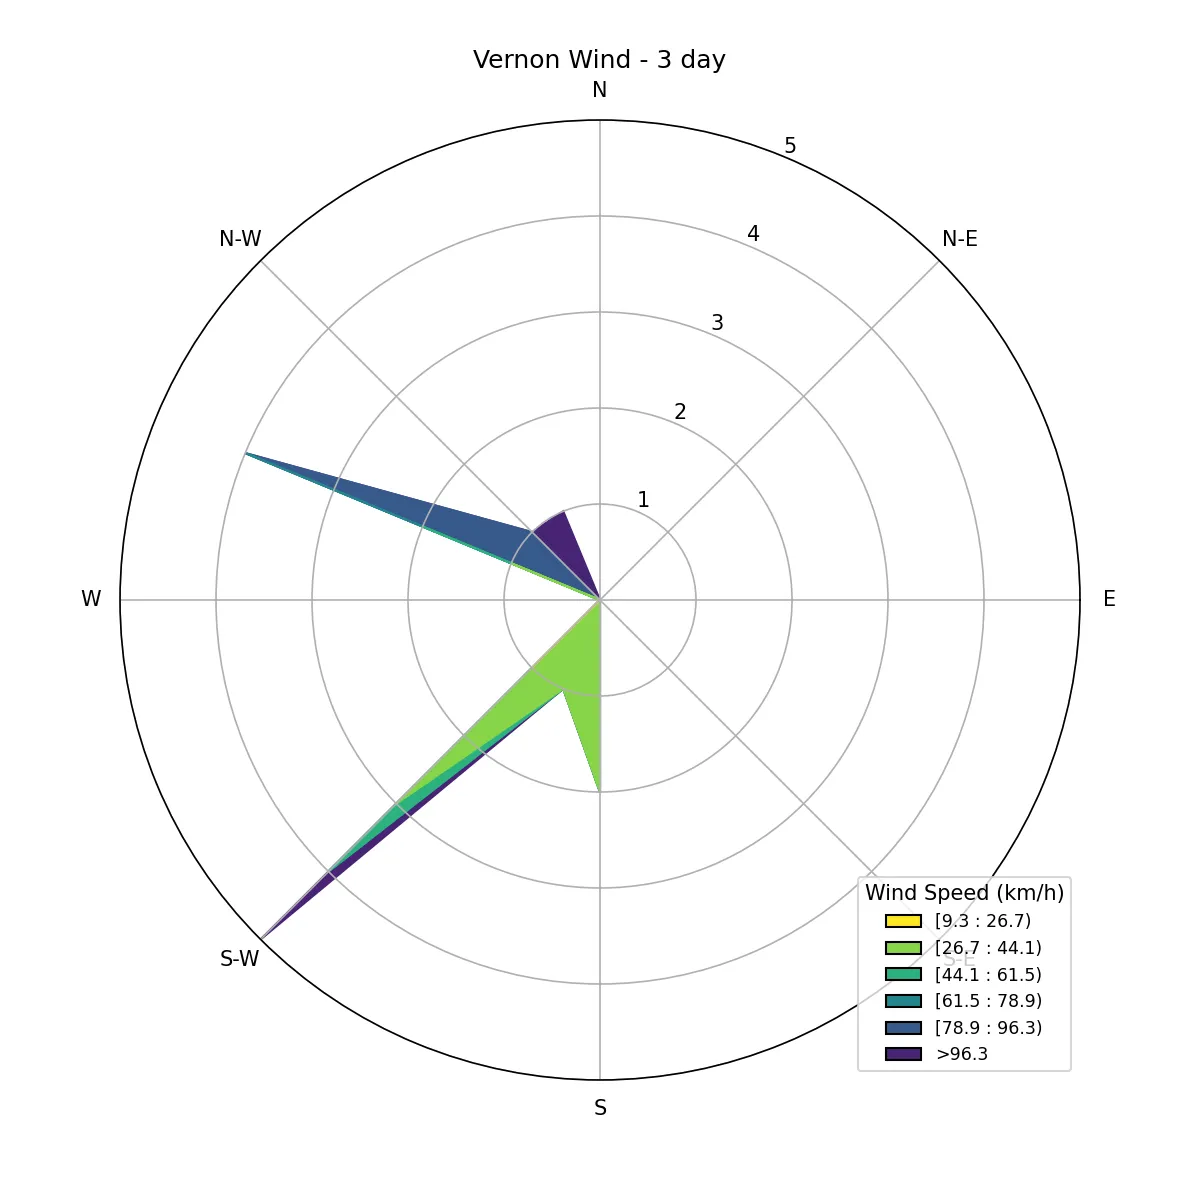 Vernon Wind - 3 day
N
5
N-W
N-E
4
3
2
1
W
E
S-W
S-E
S
Wind Speed (km/h)
[9.3 : 26.7)
[26.7 : 44.1)
[44.1 : 61.5)
[61.5 : 78.9)
[78.9 : 96.3)
>96.3